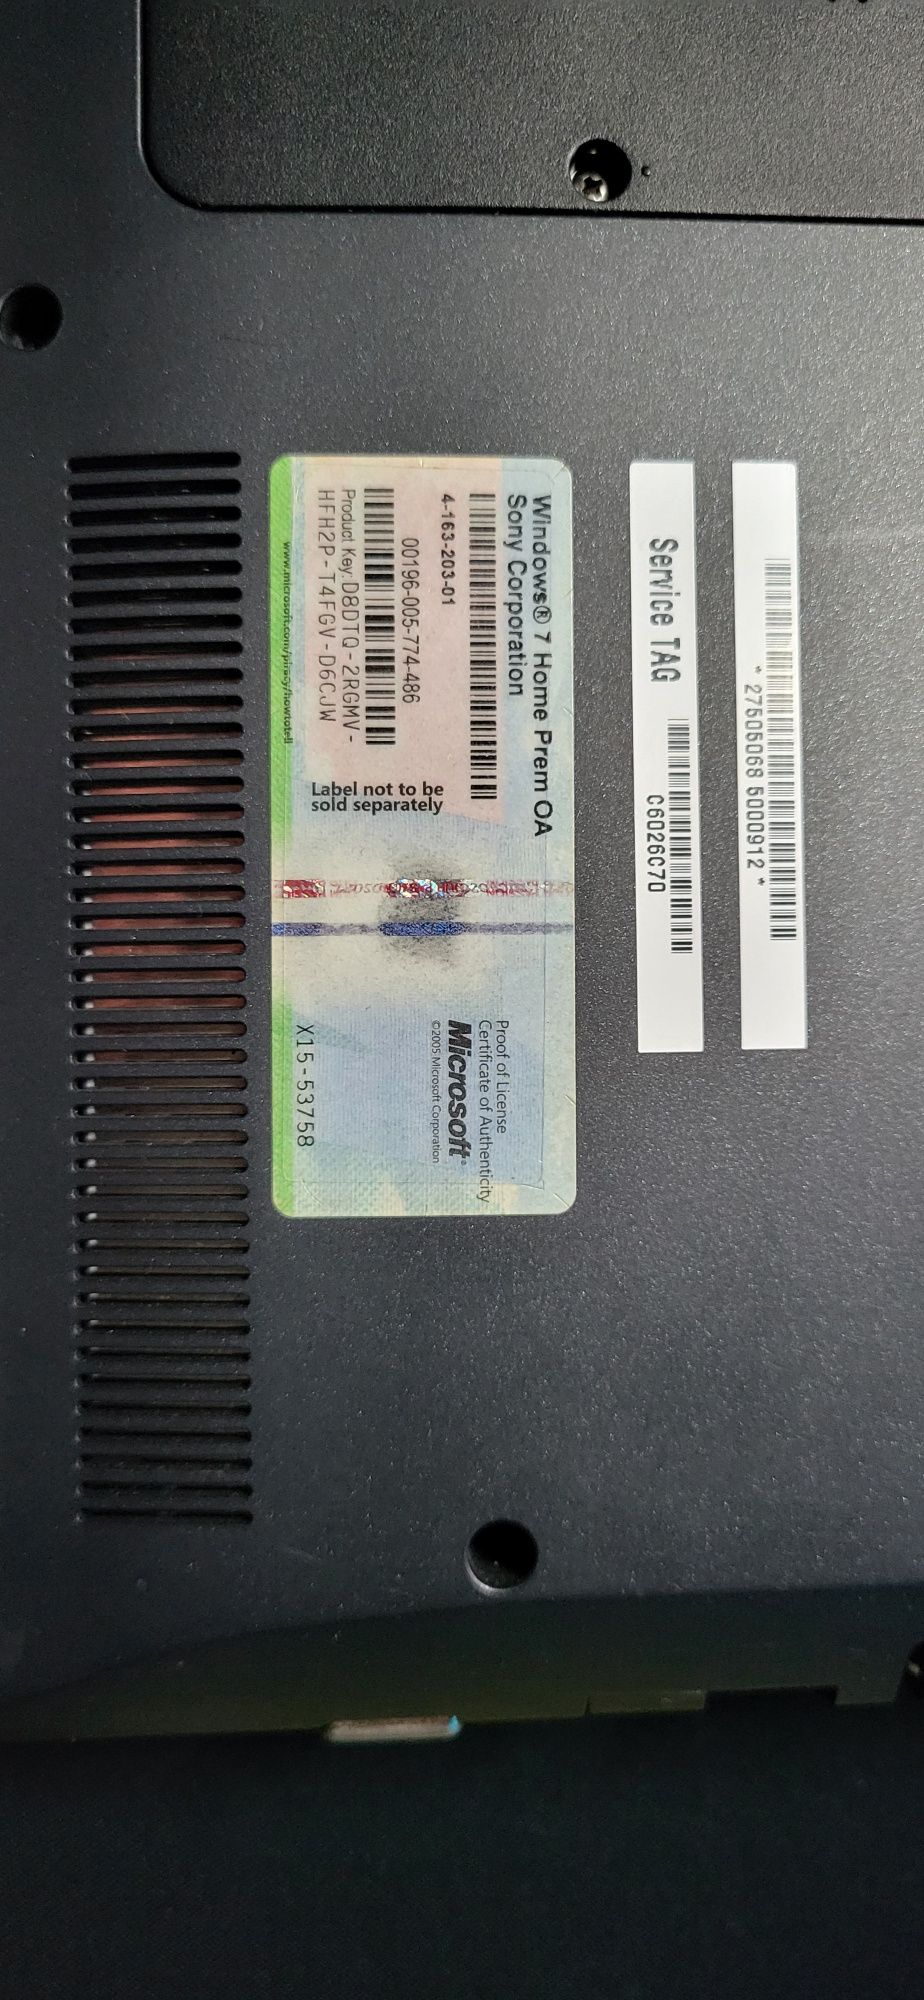 * 27505068 5000912 *
Service TAG
C6026C70
Windows® 7 Home Prem OA
Sony Corporation
4-163-203-01
00196-005-774-486
Product Key:D8DTQ-2RGMV-
HFH2P-T4FGV-D6CJW
www.microsoft.com/piracy/howtotell
Label not to be
sold separately
Proof of License
Certificate of Authenticity
Microsoft®
©2005 Microsoft Corporation
X15-53758